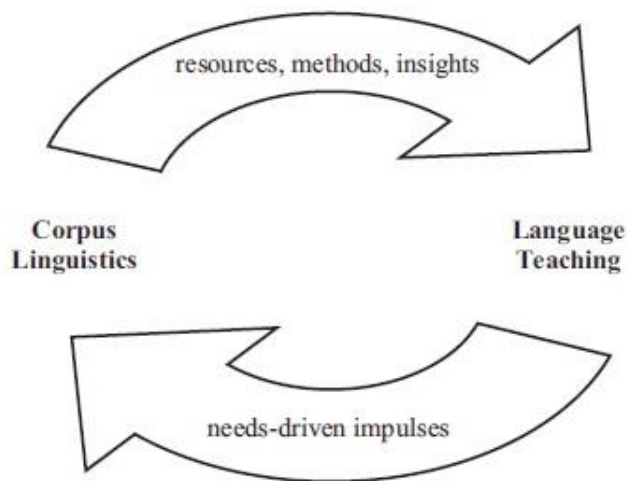 resources, methods, insights
Corpus
Linguistics
Language
Teaching
needs-driven impulses